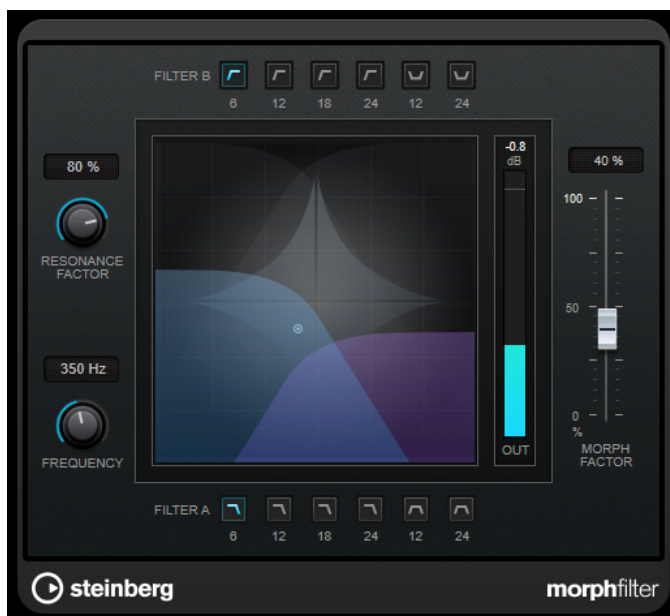 FILTER B
6 12 18 24 12 24
-0.8
dB
80 %
40 %
RESONANCE
FACTOR
100
50
350 Hz
0
%
FREQUENCY
OUT
MORPH
FACTOR
FILTER A
6 12 18 24 12 24
steinberg
morphfilter